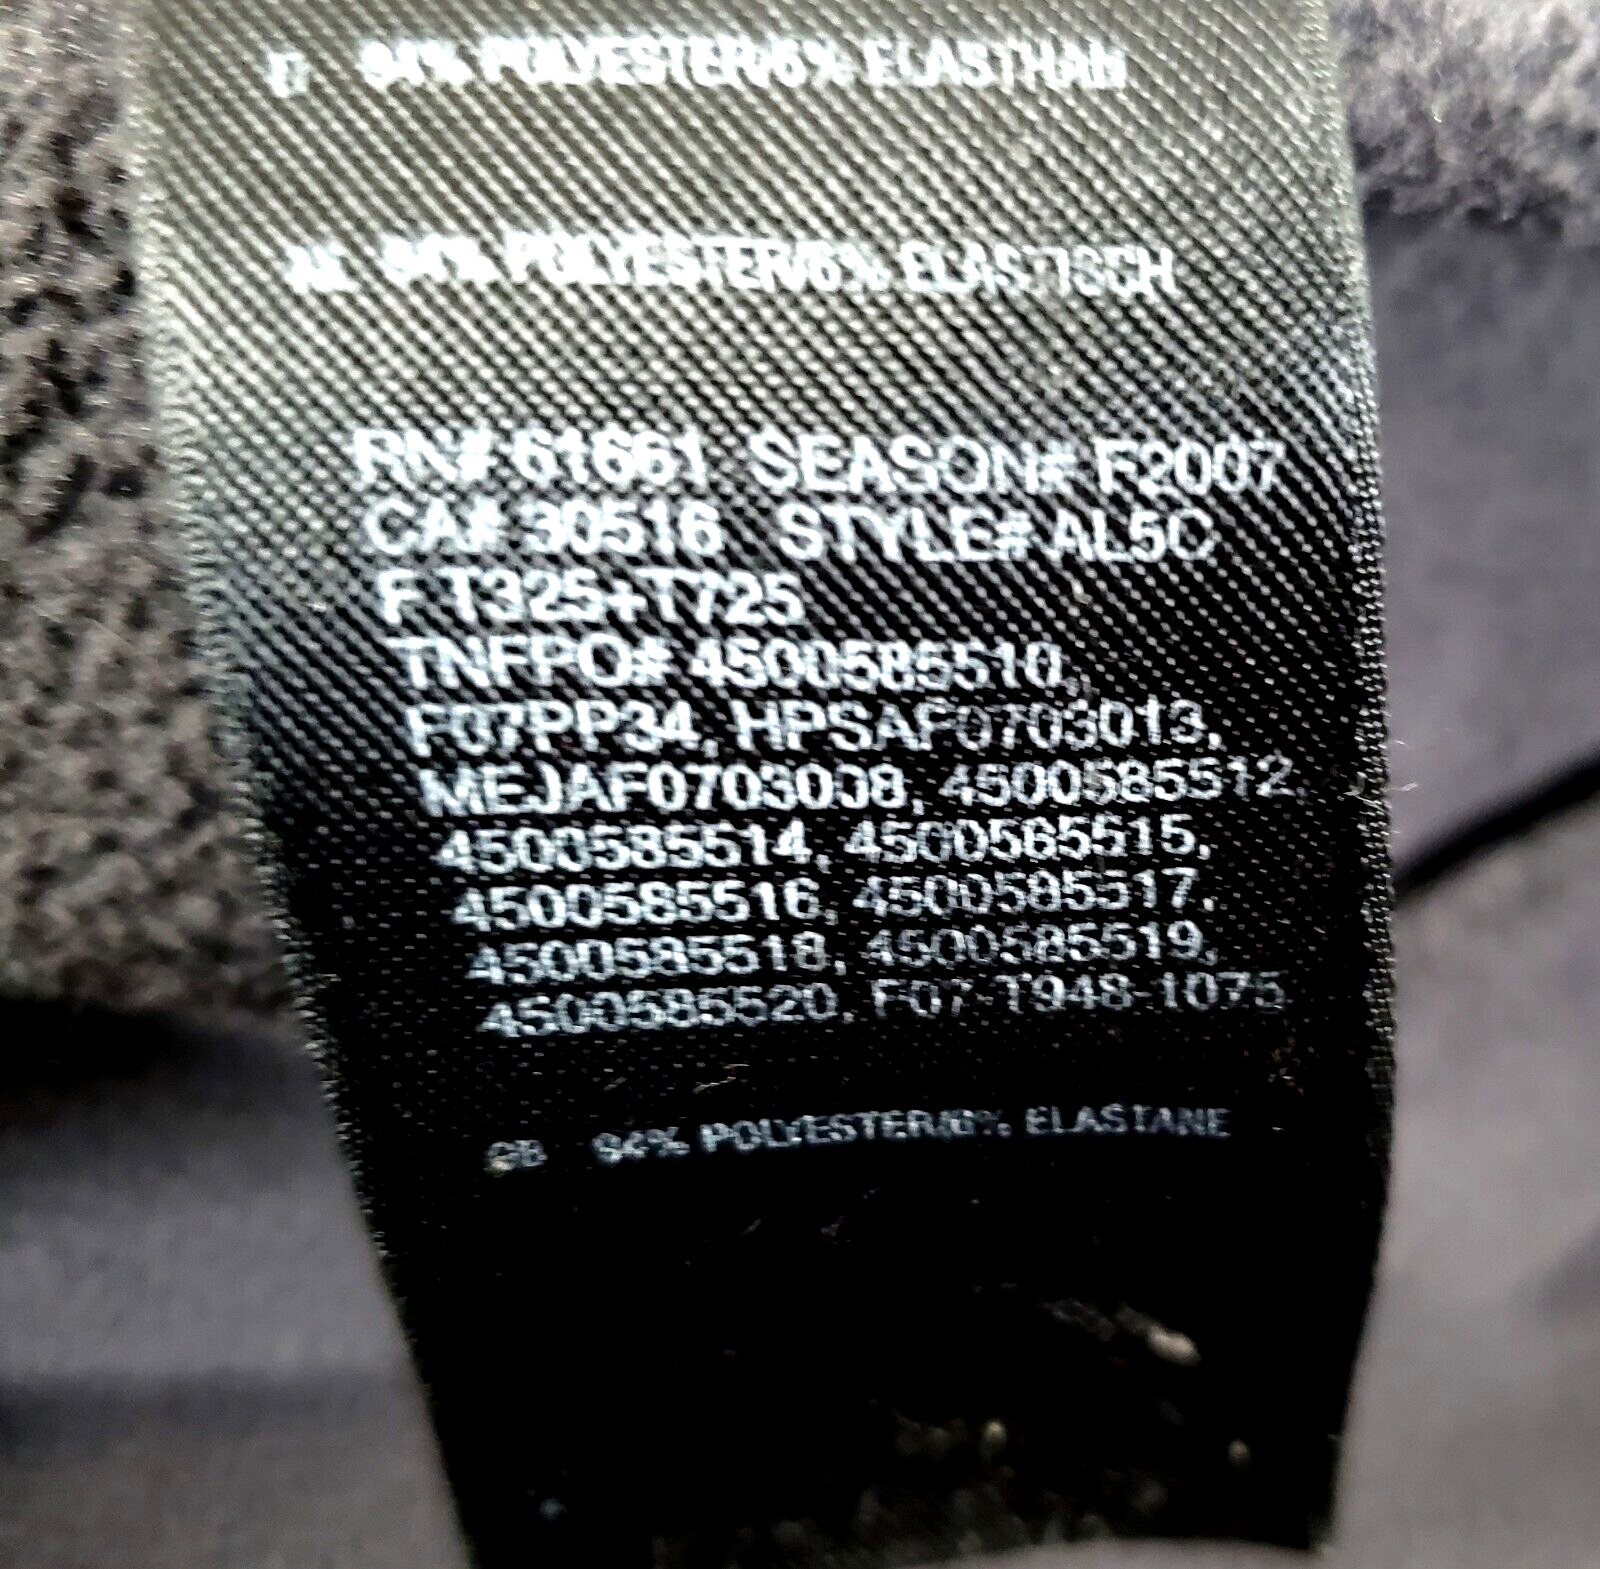 94% POLYESTER/6% ELASTHAN
94% POLYESTER/6% ELASTISCH
RN# 61661 SEASON# F2007
CA# 30516 STYLE# AL5C
F T325+T725
TNFPO# 4500585510,
F07PP34, HPSAF0703013,
MEJAF0703008, 4500585512
4500585514, 4500585515,
4500585516, 4500585517,
4500585518, 4500585519,
4500585520, F07-T948-1075
GB 94% POLYESTER/6% ELASTANE